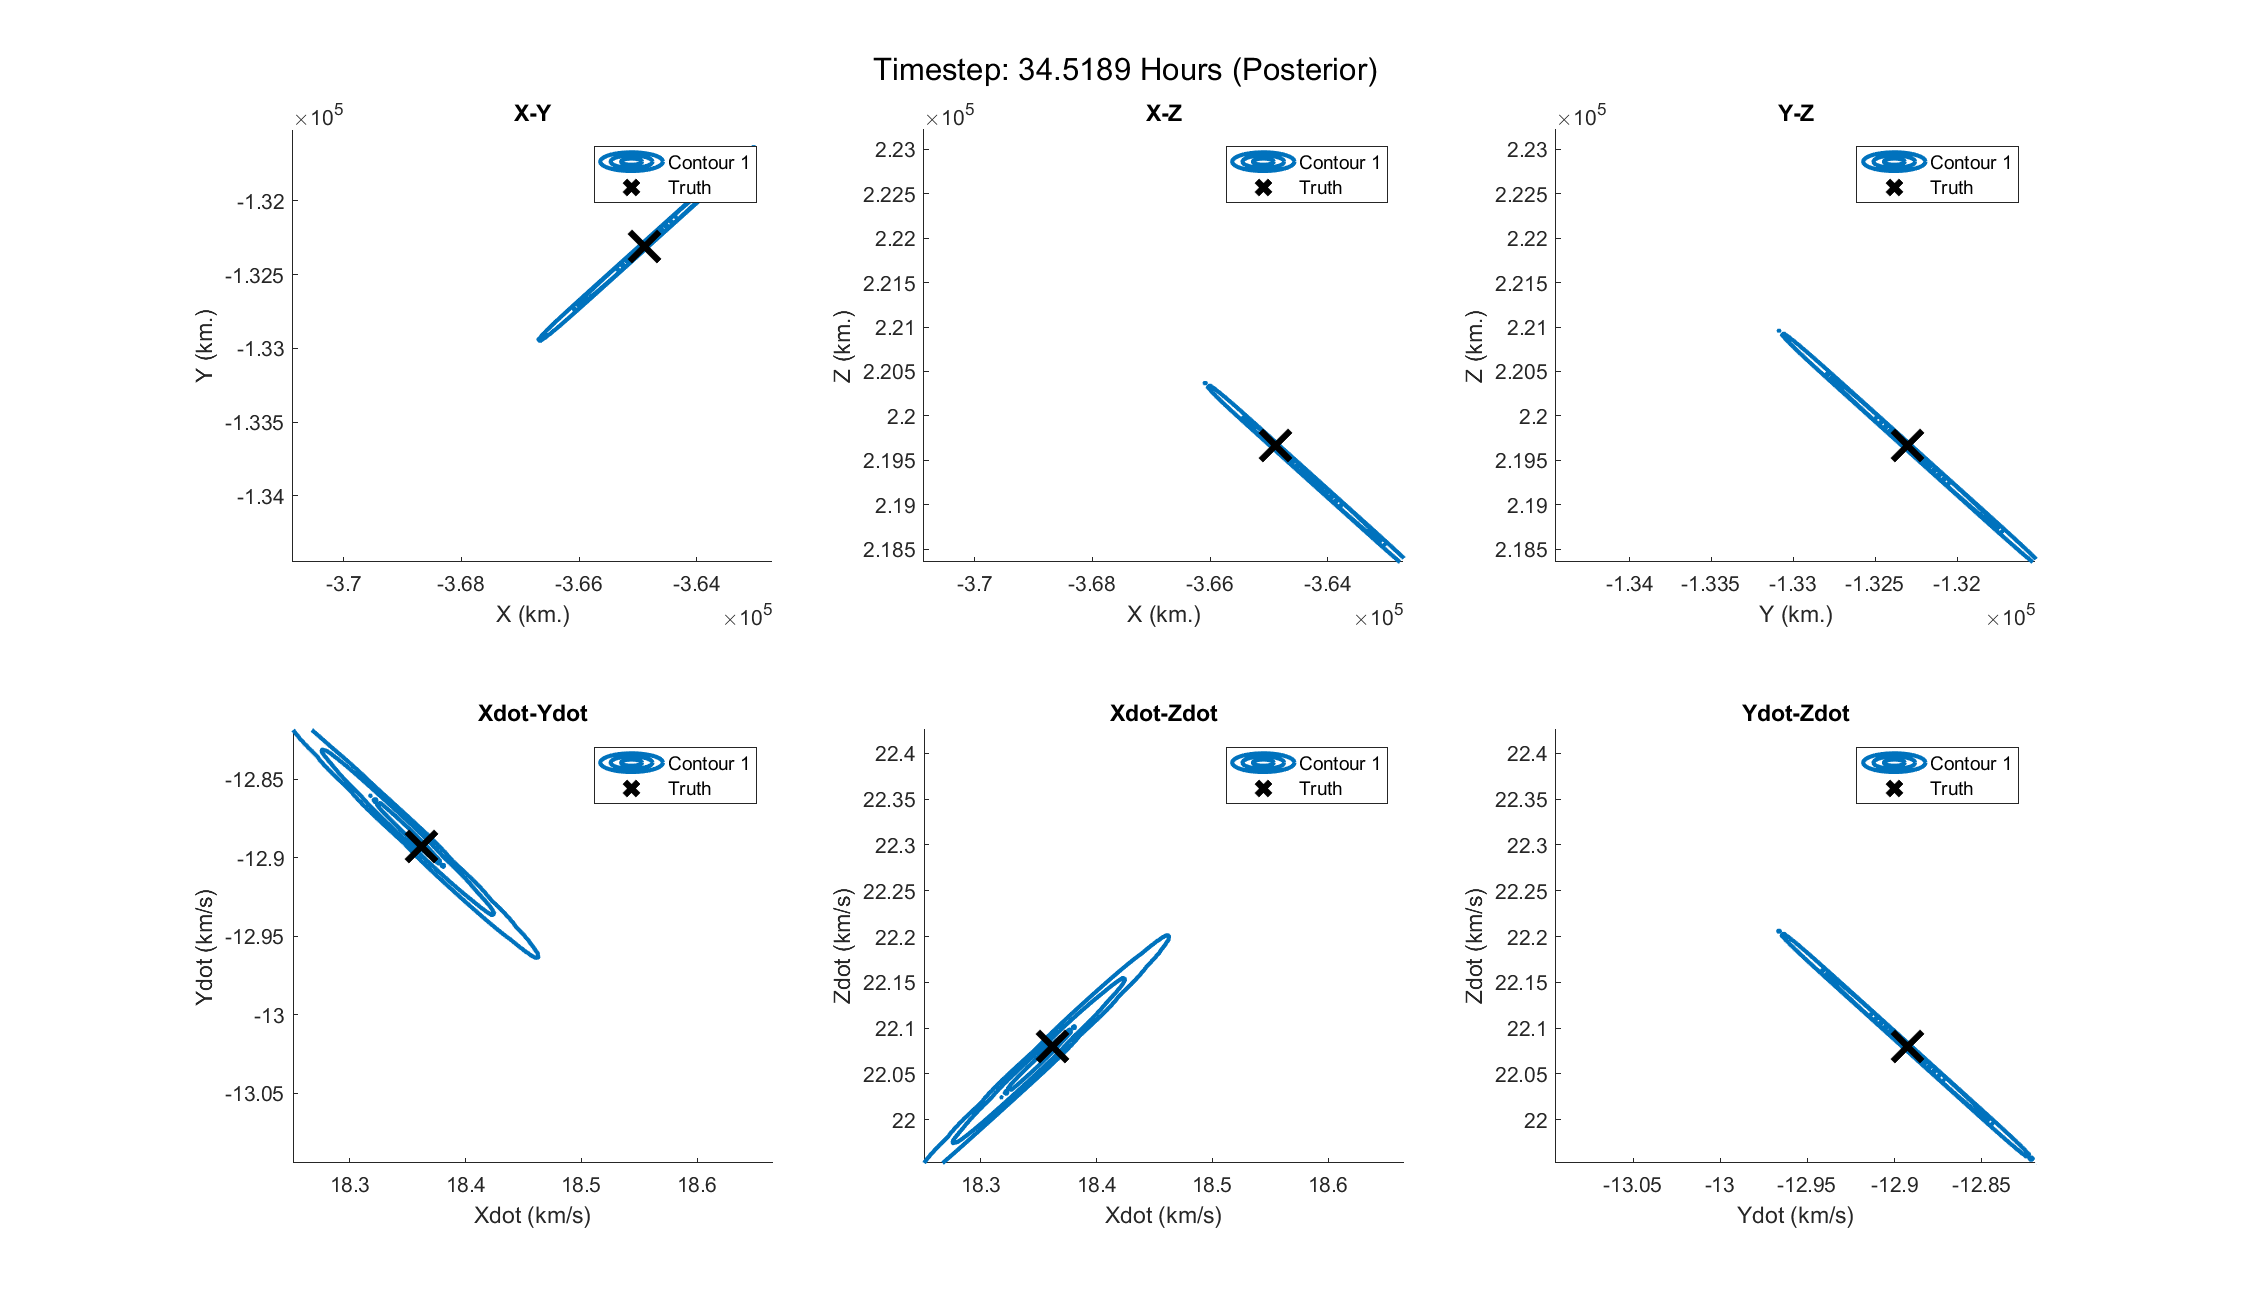 Timestep: 34.5189 Hours (Posterior)
X-Y
×10^5
Contour 1
Truth
-1.32
-1.325
-1.33
-1.335
-1.34
Y (km.)
-3.7 -3.68 -3.66 -3.64
X (km.)
×10^5
X-Z
×10^5
Contour 1
Truth
2.23
2.225
2.22
2.215
2.21
2.205
2.2
2.195
2.19
2.185
Z (km.)
-3.7 -3.68 -3.66 -3.64
X (km.)
×10^5
Y-Z
×10^5
Contour 1
Truth
2.23
2.225
2.22
2.215
2.21
2.205
2.2
2.195
2.19
2.185
Z (km.)
-1.34 -1.335 -1.33 -1.325 -1.32
Y (km.)
×10^5
Xdot-Ydot
Contour 1
Truth
-12.85
-12.9
-12.95
-13
-13.05
Ydot (km/s)
18.3 18.4 18.5 18.6
Xdot (km/s)
Xdot-Zdot
Contour 1
Truth
22.4
22.35
22.3
22.25
22.2
22.15
22.1
22.05
22
Zdot (km/s)
18.3 18.4 18.5 18.6
Xdot (km/s)
Ydot-Zdot
Contour 1
Truth
22.4
22.35
22.3
22.25
22.2
22.15
22.1
22.05
22
Zdot (km/s)
-13.05 -13 -12.95 -12.9 -12.85
Ydot (km/s)